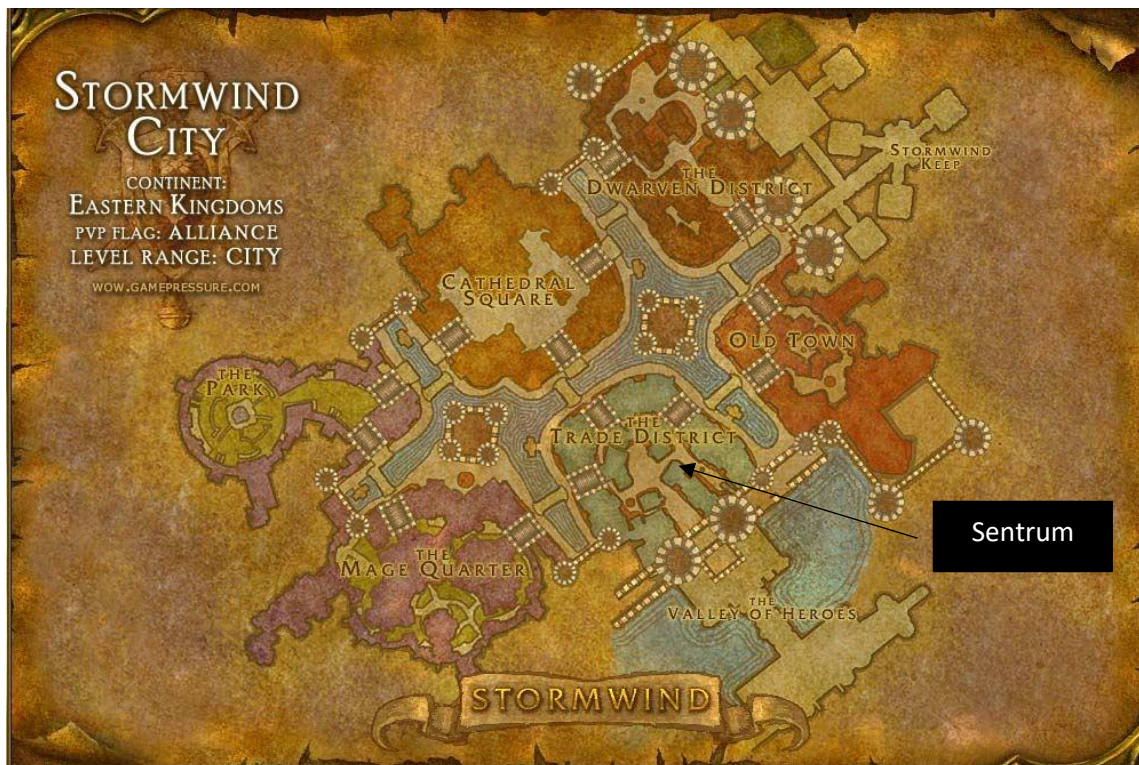 STORMWIND
CITY
CONTINENT:
EASTERN KINGDOMS
PVP FLAG: ALLIANCE
LEVEL RANGE: CITY
WOW.GAMEPRESSURE.COM
STORMWIND
KEEP
THE
DWARVEN DISTRICT
CATHEDRAL
SQUARE
OLD TOWN
THE
PARK
THE
TRADE DISTRICT
Sentrum
THE
MAGE QUARTER
THE
VALLEY OF HEROES
STORMWIND